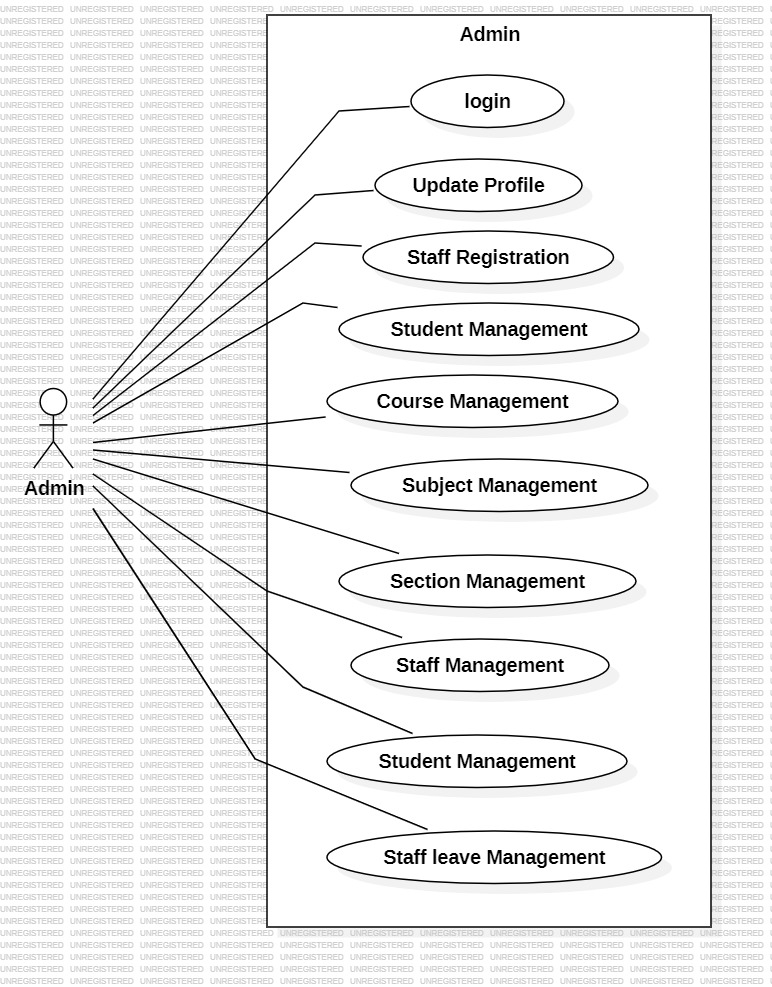 Admin
login
Update Profile
Staff Registration
Student Management
Course Management
Subject Management
Admin
Section Management
Staff Management
Student Management
Staff leave Management
UNREGISTERED